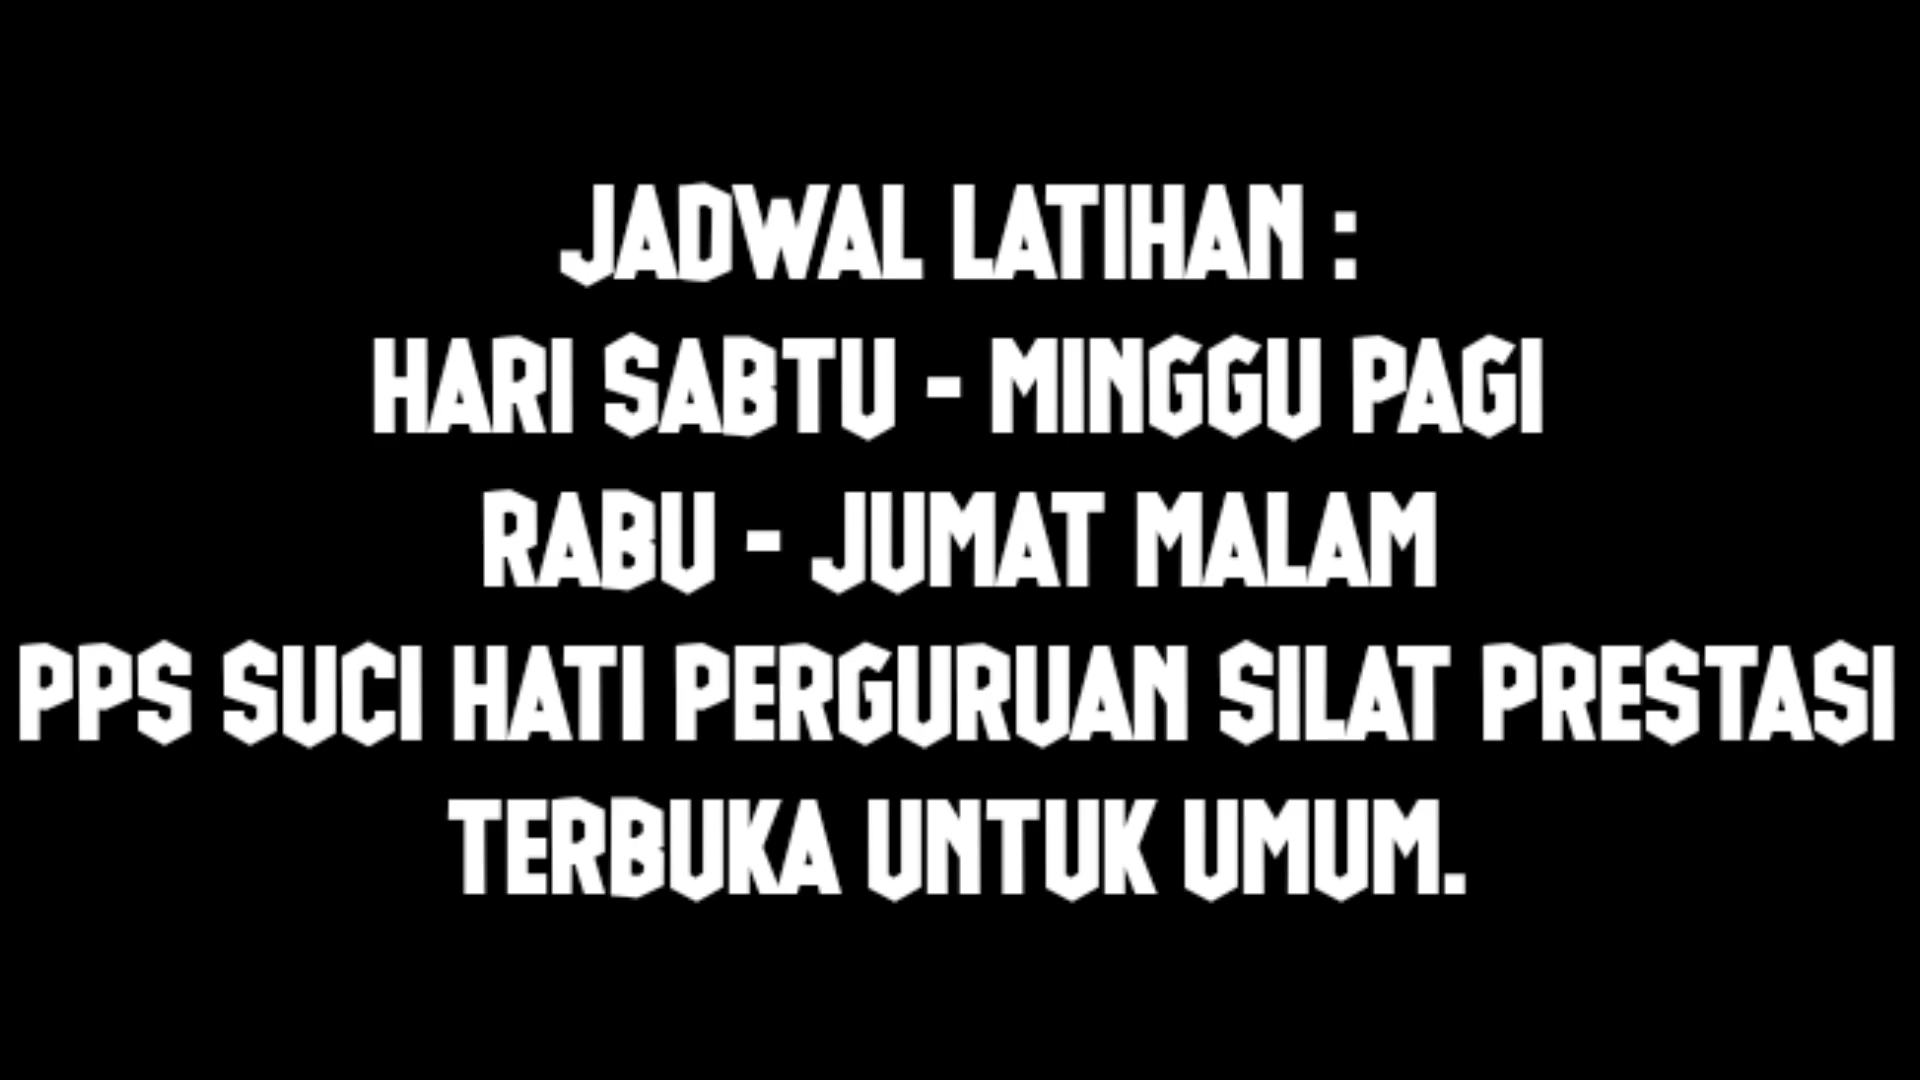 JADWAL LATIHAN :
HARI SABTU - MINGGU PAGI
RABU - JUMAT MALAM
PPS SUCI HATI PERGURUAN SILAT PRESTASI
TERBUKA UNTUK UMUM.